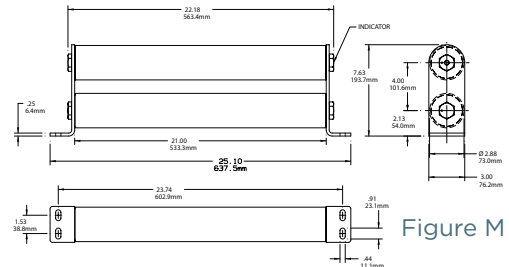 22.18
563.4mm
INDICATOR
7.63
193.7mm
4.00
101.6mm
2.13
54.0mm
.25
6.4mm
21.00
533.3mm
25.10
637.5mm
Ø 2.88
73.0mm
3.00
76.2mm
23.74
602.9mm
.91
23.1mm
1.53
38.8mm
.44
11.1mm
Figure M